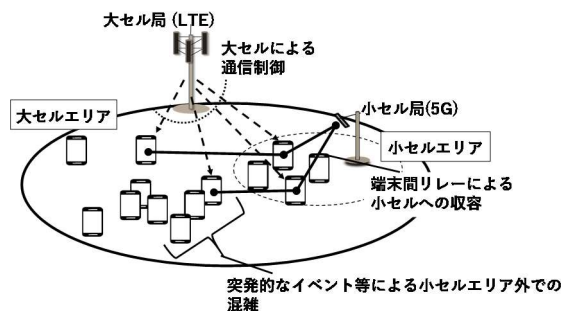 大セル局 (LTE)
大セルによる
通信制御
小セル局(5G)
大セルエリア
小セルエリア
端末間リレーによる
小セルへの収容
突発的なイベント等による小セルエリア外での
混雑